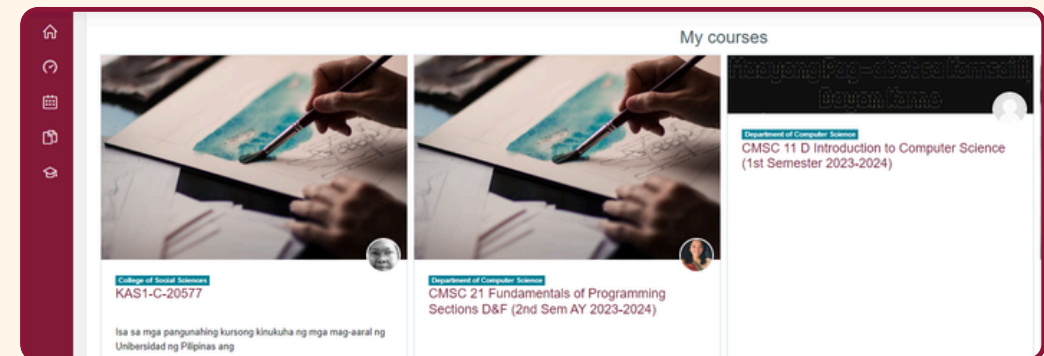 My courses
College of Social Sciences
KAS1-C-20577
Isa sa mga pangunahing kursong kinukuha ng mga mag-aaral ng
Unibersidad ng Pilipinas ang
Department of Computer Science
CMSC 21 Fundamentals of Programming
Sections D&F (2nd Sem AY 2023-2024)
Department of Computer Science
CMSC 11 D Introduction to Computer Science
(1st Semester 2023-2024)